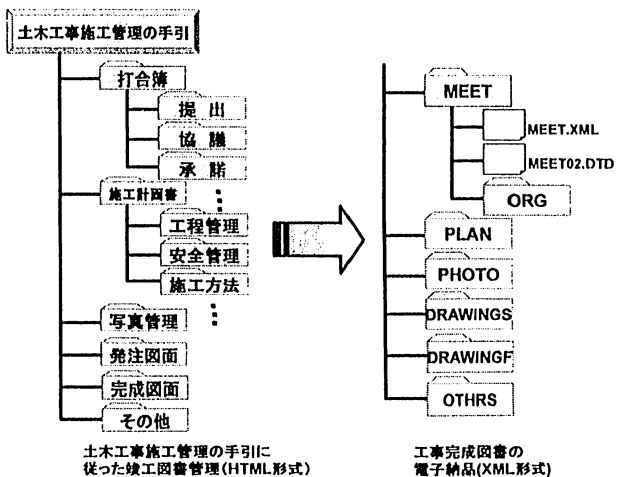 土木工事施工管理の手引
打合簿
提 出
協 議
承 諾
施工計画書
工程管理
安全管理
施工方法
写真管理
発注図面
完成図面
その他
土木工事施工管理の手引に
従った竣工図書管理(HTML形式)
MEET
MEET.XML
MEET02.DTD
ORG
PLAN
PHOTO
DRAWINGS
DRAWINGF
OTHRS
工事完成図書の
電子納品(XML形式)